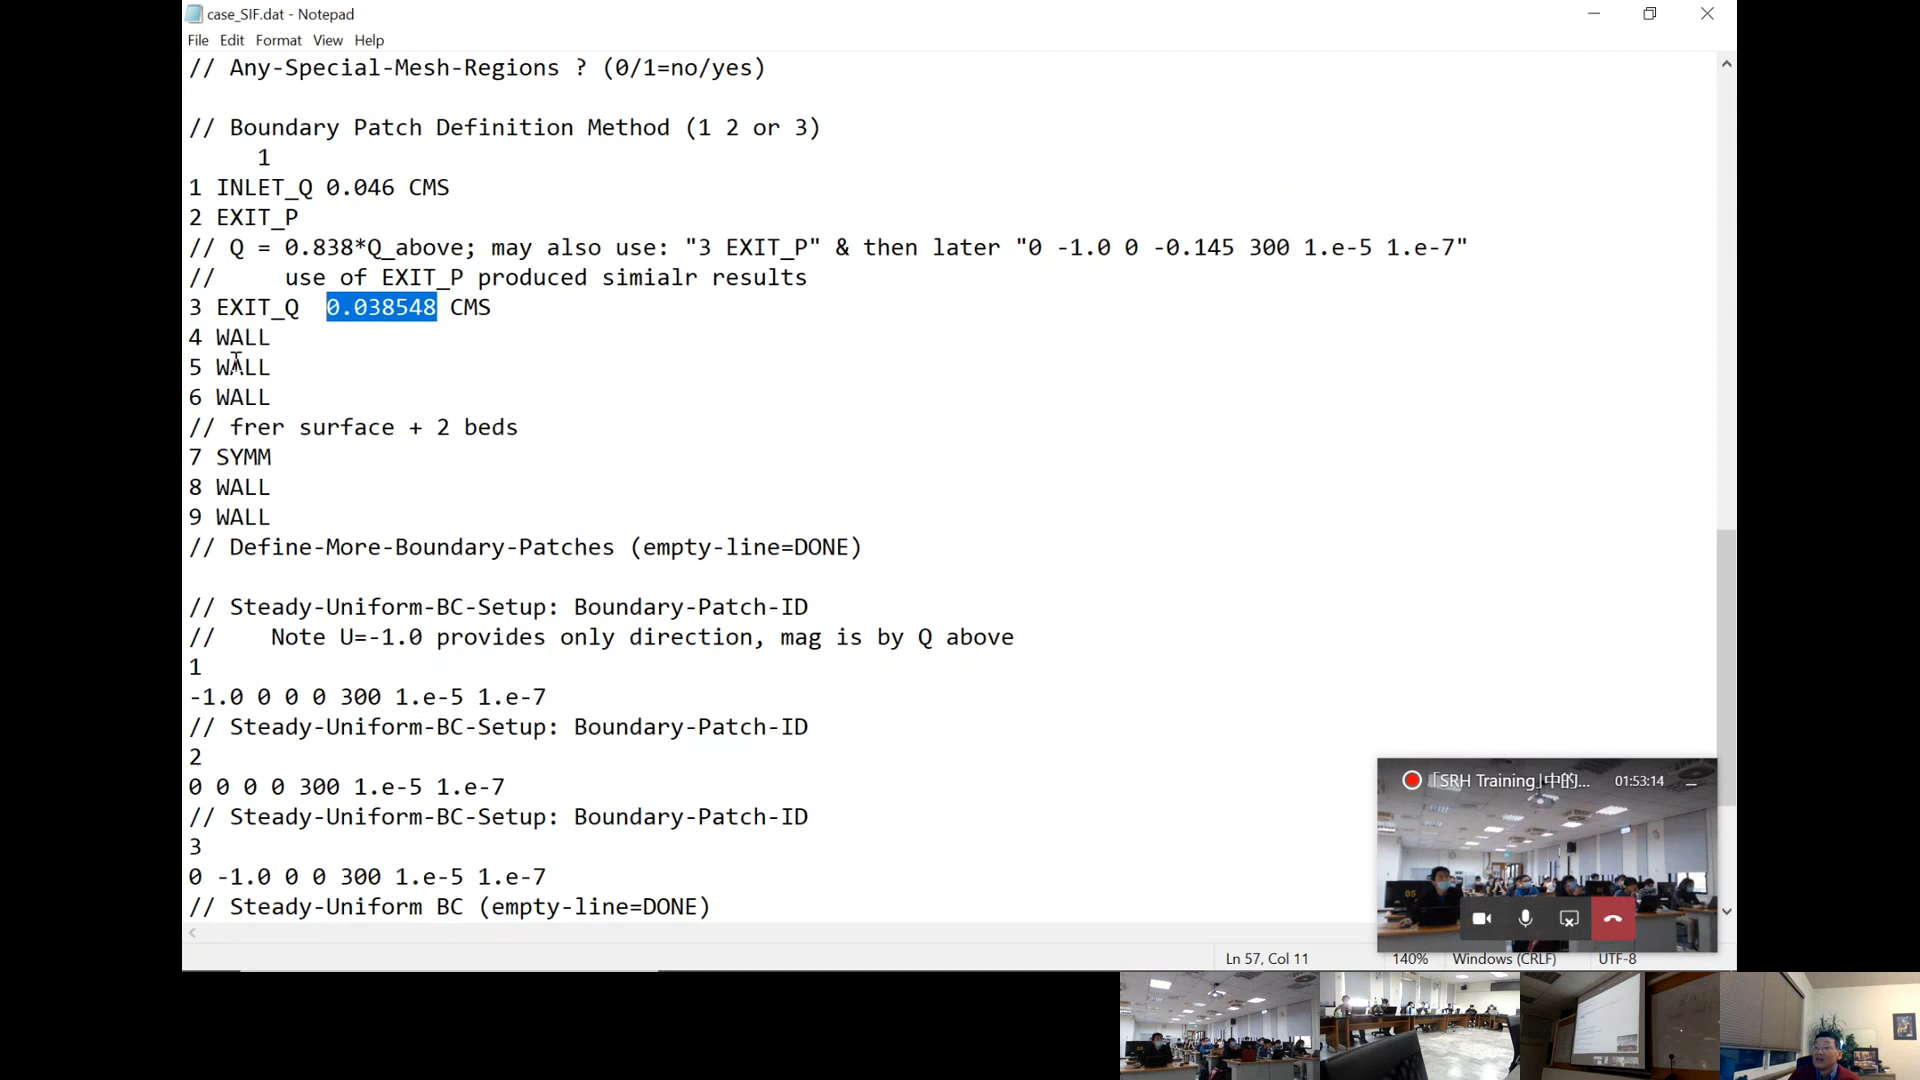 case_SIF.dat - Notepad
File Edit Format View Help
// Any-Special-Mesh-Regions ? (0/1=no/yes)
// Boundary Patch Definition Method (1 2 or 3)
1
1 INLET_Q 0.046 CMS
2 EXIT_P
// Q = 0.838*Q_above; may also use: "3 EXIT_P" & then later "0 -1.0 0 -0.145 300 1.e-5 1.e-7"
// use of EXIT_P produced simialr results
3 EXIT_Q 0.038548 CMS
4 WALL
5 WALL
6 WALL
// frer surface + 2 beds
7 SYMM
8 WALL
9 WALL
// Define-More-Boundary-Patches (empty-line=DONE)
// Steady-Uniform-BC-Setup: Boundary-Patch-ID
// Note U=-1.0 provides only direction, mag is by Q above
1
-1.0 0 0 0 300 1.e-5 1.e-7
// Steady-Uniform-BC-Setup: Boundary-Patch-ID
2
0 0 0 0 300 1.e-5 1.e-7
// Steady-Uniform-BC-Setup: Boundary-Patch-ID
3
0 -1.0 0 0 300 1.e-5 1.e-7
// Steady-Uniform BC (empty-line=DONE)
「SRH Training」中的... 01:53:14
05
Ln 57, Col 11 140% Windows (CRLF) UTF-8